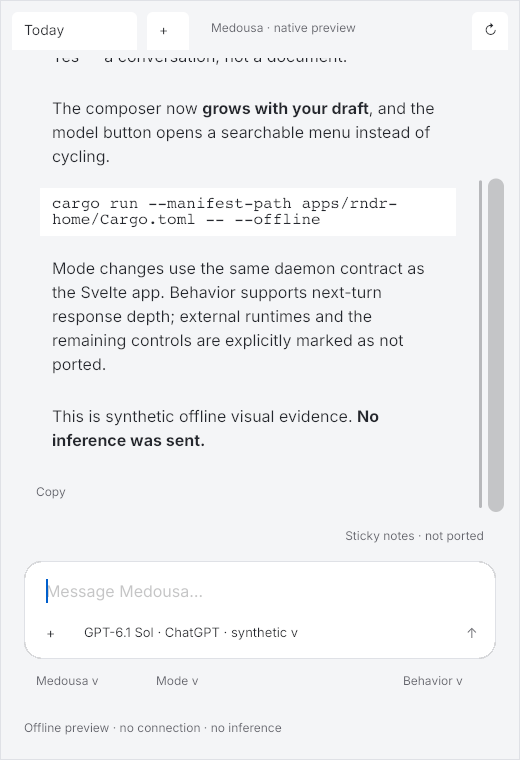 Today
+
Medousa · native preview
↻
Yes — a conversation, not a document.
The composer now grows with your draft, and the
model button opens a searchable menu instead of
cycling.
cargo run --manifest-path apps/rndr-
home/Cargo.toml -- --offline
Mode changes use the same daemon contract as
the Svelte app. Behavior supports next-turn
response depth; external runtimes and the
remaining controls are explicitly marked as not
ported.
This is synthetic offline visual evidence. No
inference was sent.
Copy
Sticky notes · not ported
Message Medousa...
+ GPT-6.1 Sol · ChatGPT · synthetic v ↑
Medousa v Mode v Behavior v
Offline preview · no connection · no inference